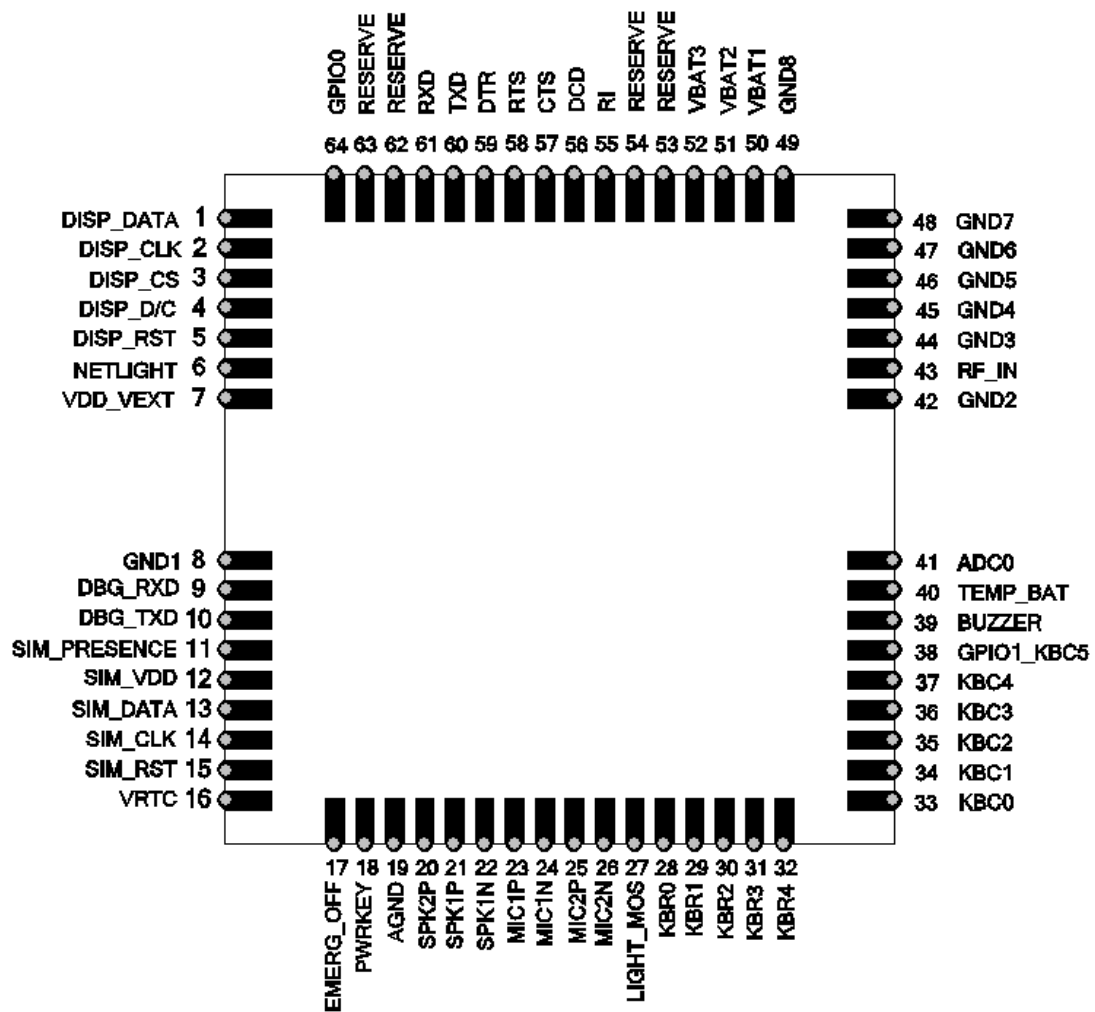 GPIO0
RESERVE
RESERVE
RXD
TXD
DTR
RTS
CTS
DCD
RI
RESERVE
RESERVE
VBAT3
VBAT2
VBAT1
GND8
64 63 62 61 60 59 58 57 56 55 54 53 52 51 50 49
DISP_DATA 1
DISP_CLK 2
DISP_CS 3
DISP_D/C 4
DISP_RST 5
NETLIGHT 6
VDD_VEXT 7
GND1 8
DBG_RXD 9
DBG_TXD 10
SIM_PRESENCE 11
SIM_VDD 12
SIM_DATA 13
SIM_CLK 14
SIM_RST 15
VRTC 16
48 GND7
47 GND6
46 GND5
45 GND4
44 GND3
43 RF_IN
42 GND2
41 ADC0
40 TEMP_BAT
39 BUZZER
38 GPIO1_KBC5
37 KBC4
36 KBC3
35 KBC2
34 KBC1
33 KBC0
17 18 19 20 21 22 23 24 25 26 27 28 29 30 31 32
EMERG_OFF
PWRKEY
AGND
SPK2P
SPK1P
SPK1N
MIC1P
MIC1N
MIC2P
MIC2N
LIGHT_MOS
KBR0
KBR1
KBR2
KBR3
KBR4